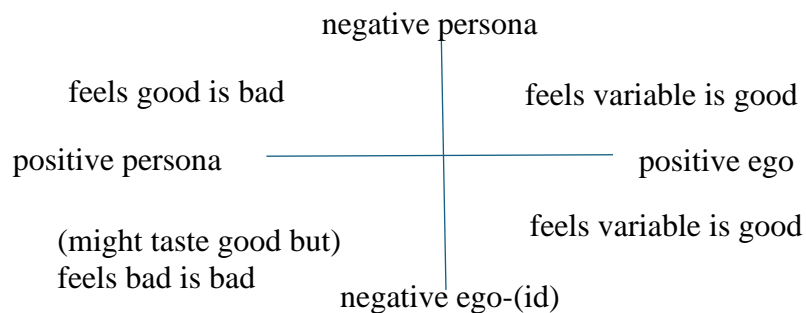 negative persona
feels good is bad
feels variable is good
positive persona
positive ego
(might taste good but)
feels bad is bad
feels variable is good
negative ego-(id)